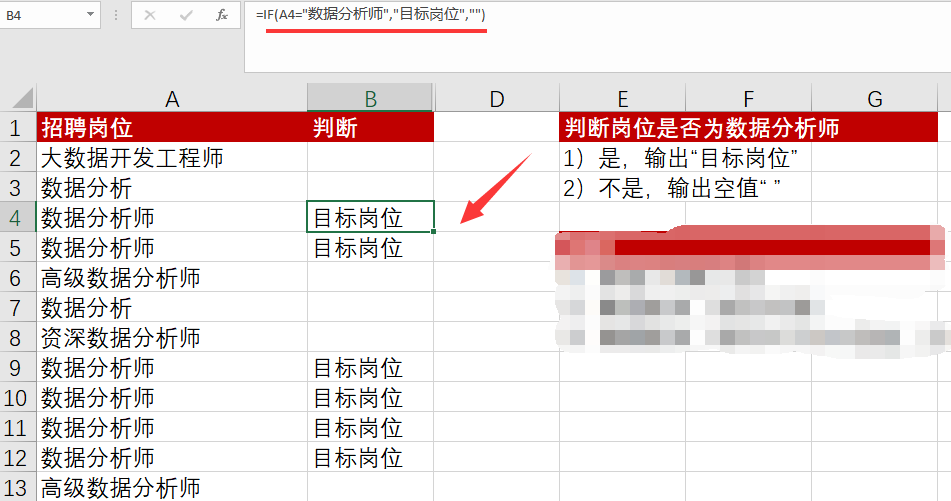 B4 fx =IF(A4="数据分析师","目标岗位","")
A B D E F G
1 招聘岗位 判断 判断岗位是否为数据分析师
2 大数据开发工程师 1）是，输出“目标岗位”
3 数据分析 2）不是，输出空值“ ”
4 数据分析师 目标岗位
5 数据分析师 目标岗位
6 高级数据分析师
7 数据分析
8 资深数据分析师
9 数据分析师 目标岗位
10 数据分析师 目标岗位
11 数据分析师 目标岗位
12 数据分析师 目标岗位
13 高级数据分析师